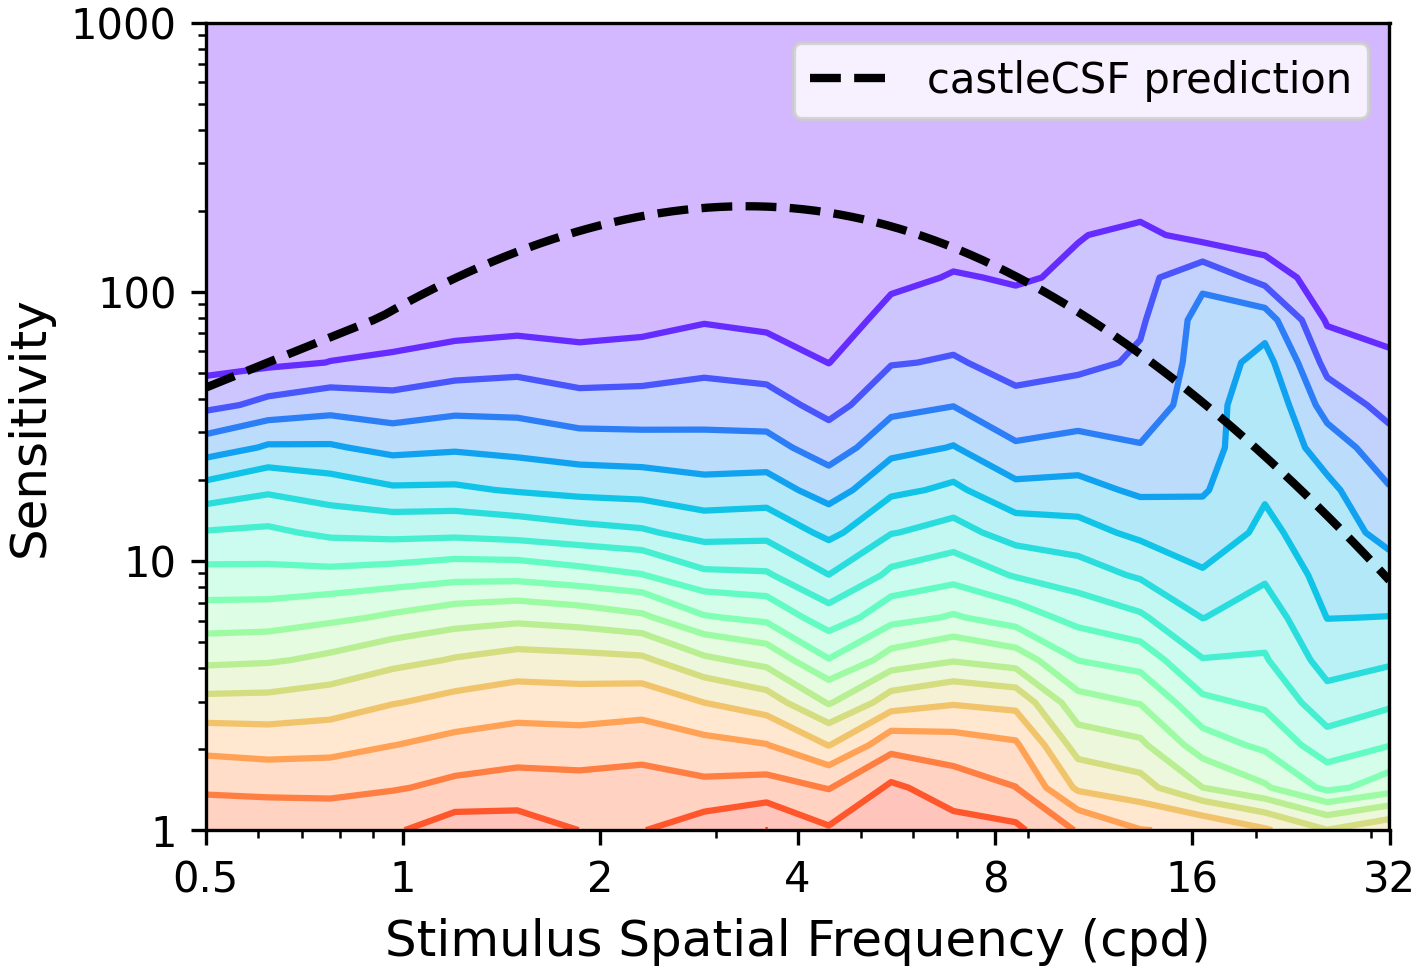 1000
100
10
1
Sensitivity
castleCSF prediction
0.5 1 2 4 8 16 32
Stimulus Spatial Frequency (cpd)